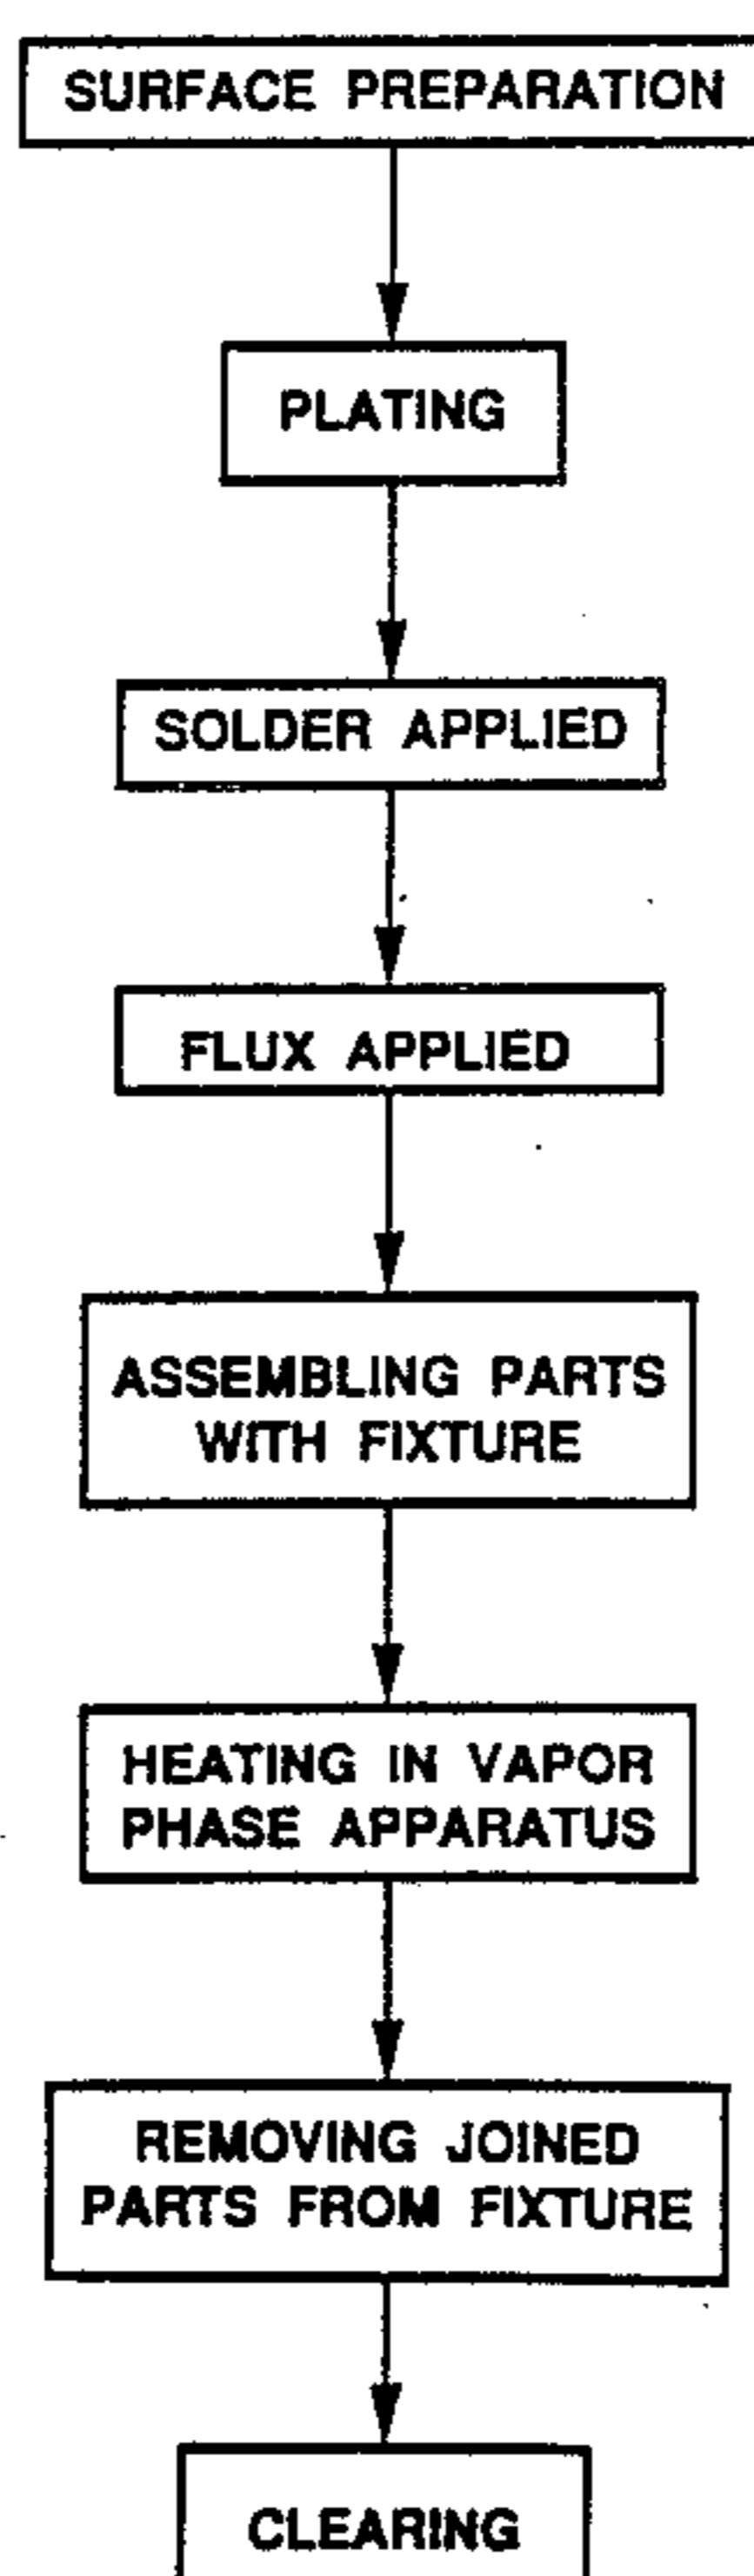 SURFACE PREPARATION
PLATING
SOLDER APPLIED
FLUX APPLIED
ASSEMBLING PARTS
WITH FIXTURE
HEATING IN VAPOR
PHASE APPARATUS
REMOVING JOINED
PARTS FROM FIXTURE
CLEARING